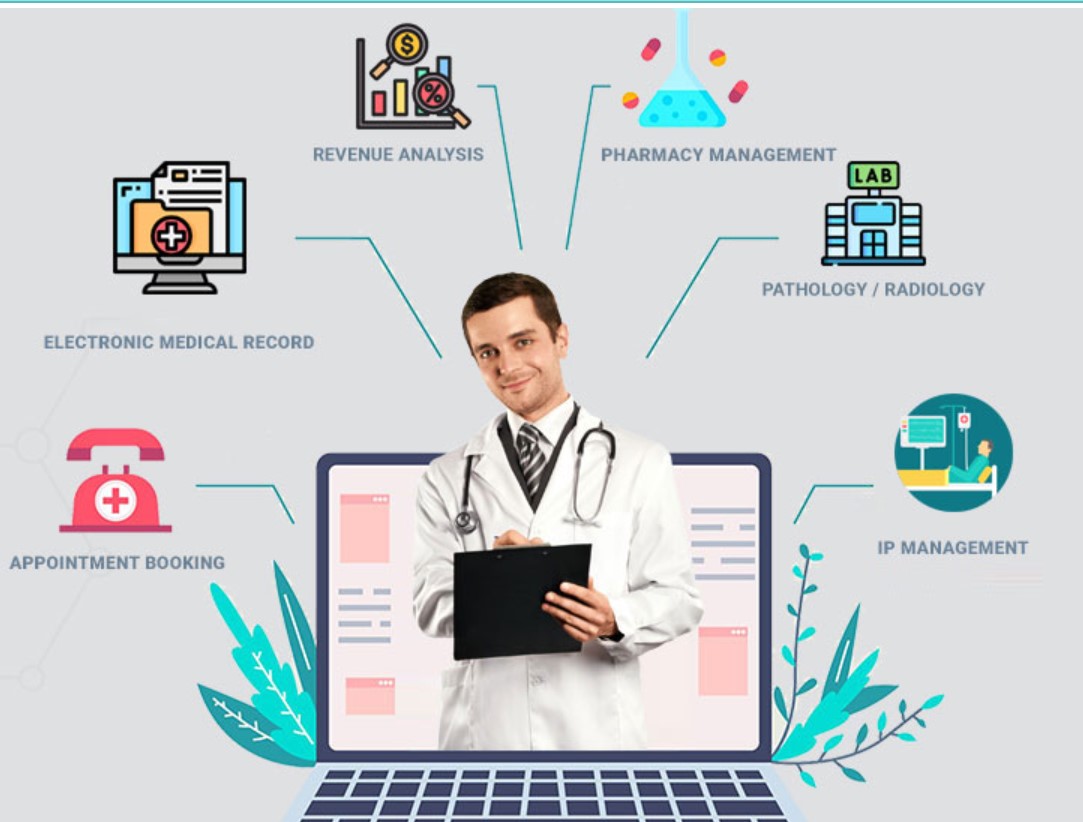 REVENUE ANALYSIS
PHARMACY MANAGEMENT
LAB
ELECTRONIC MEDICAL RECORD
PATHOLOGY / RADIOLOGY
APPOINTMENT BOOKING
IP MANAGEMENT